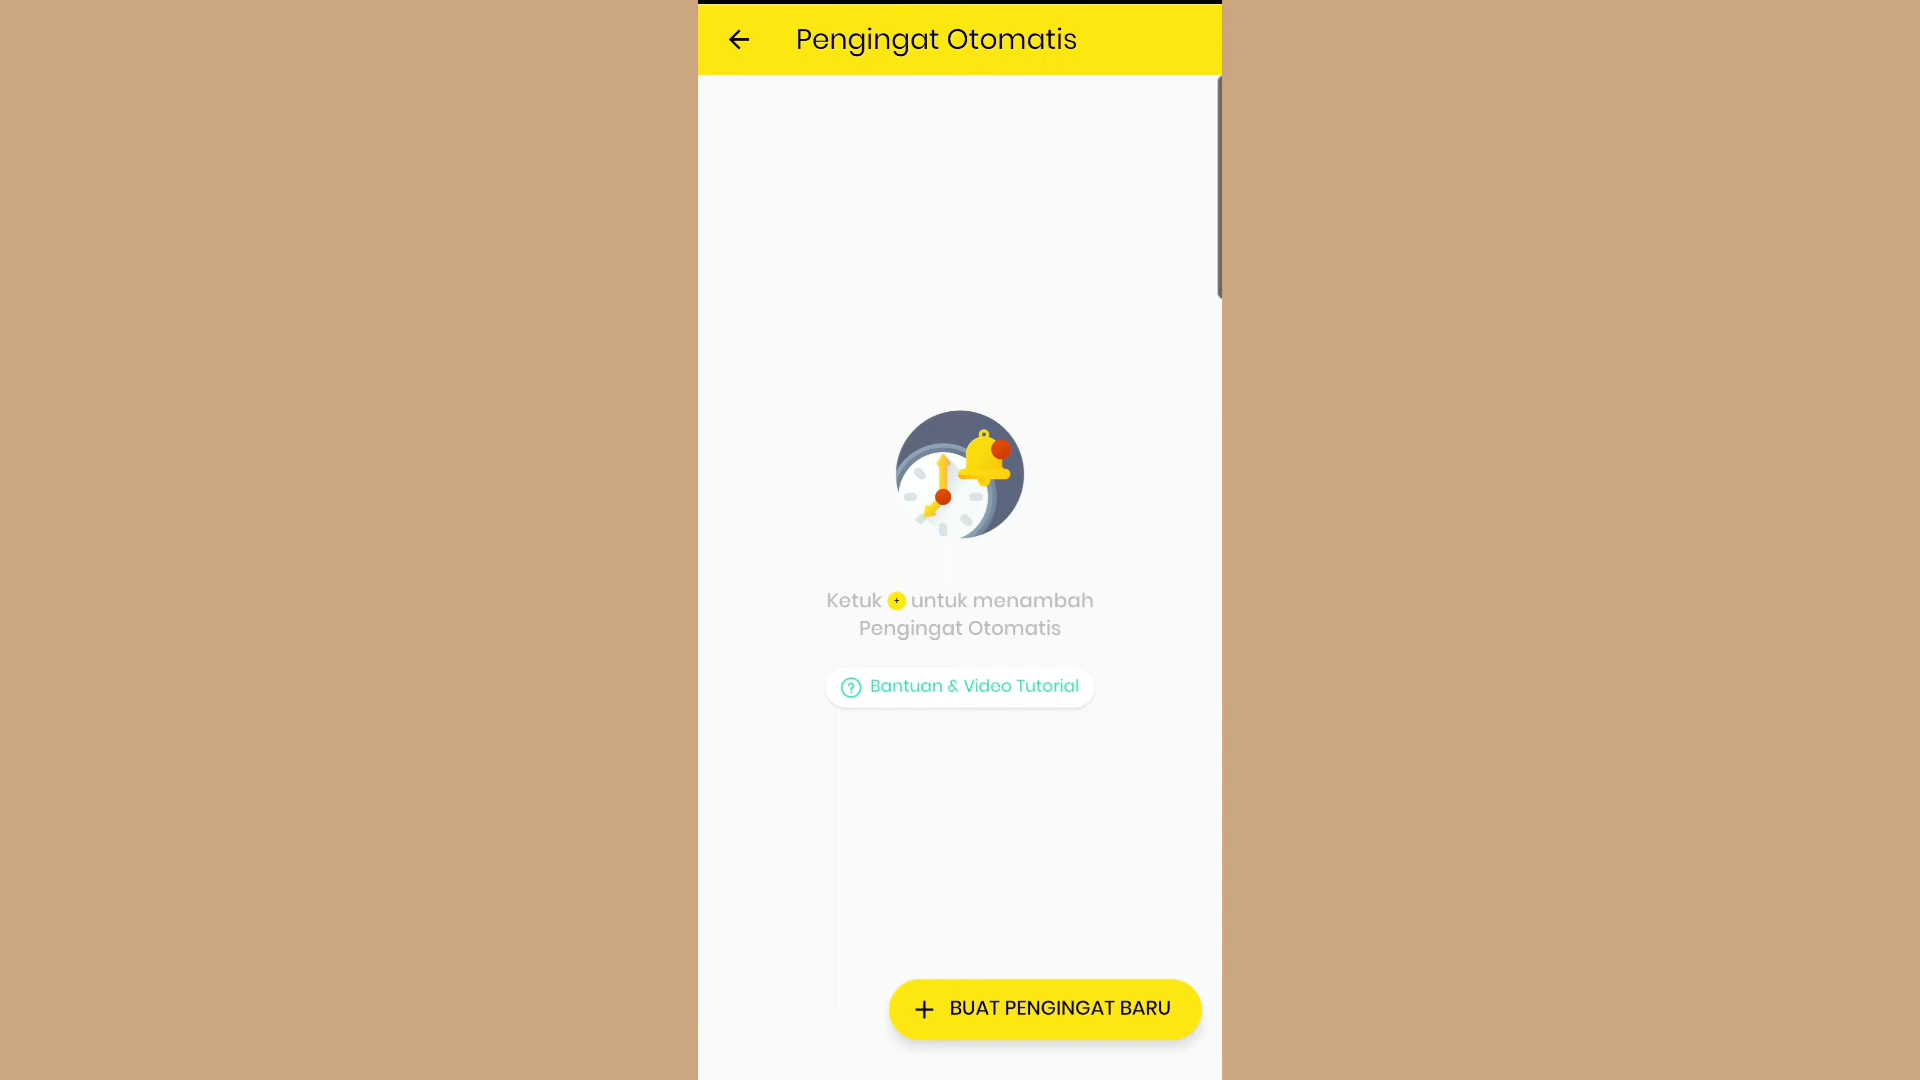 Pengingat Otomatis
Ketuk + untuk menambah
Pengingat Otomatis
? Bantuan & Video Tutorial
+ BUAT PENGINGAT BARU